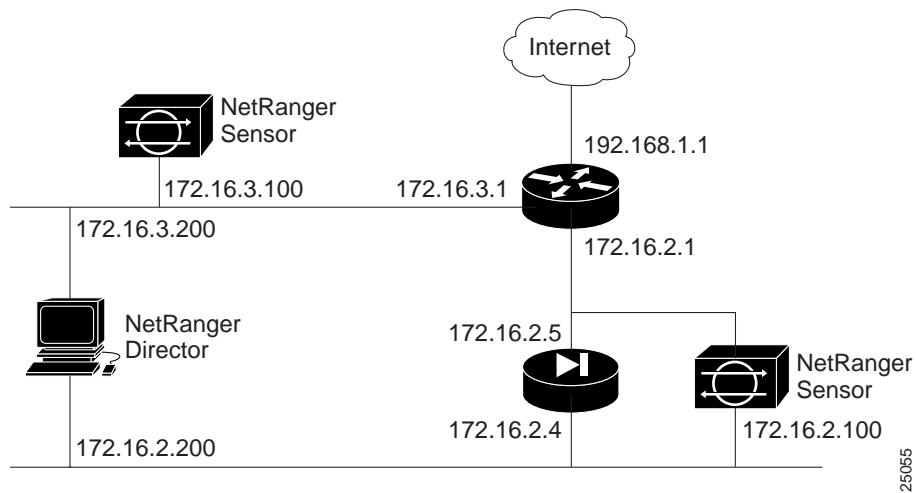 Internet
NetRanger
Sensor
192.168.1.1
172.16.3.100
172.16.3.1
172.16.3.200
172.16.2.1
NetRanger
Director
172.16.2.5
NetRanger
Sensor
172.16.2.200
172.16.2.4
172.16.2.100
25055